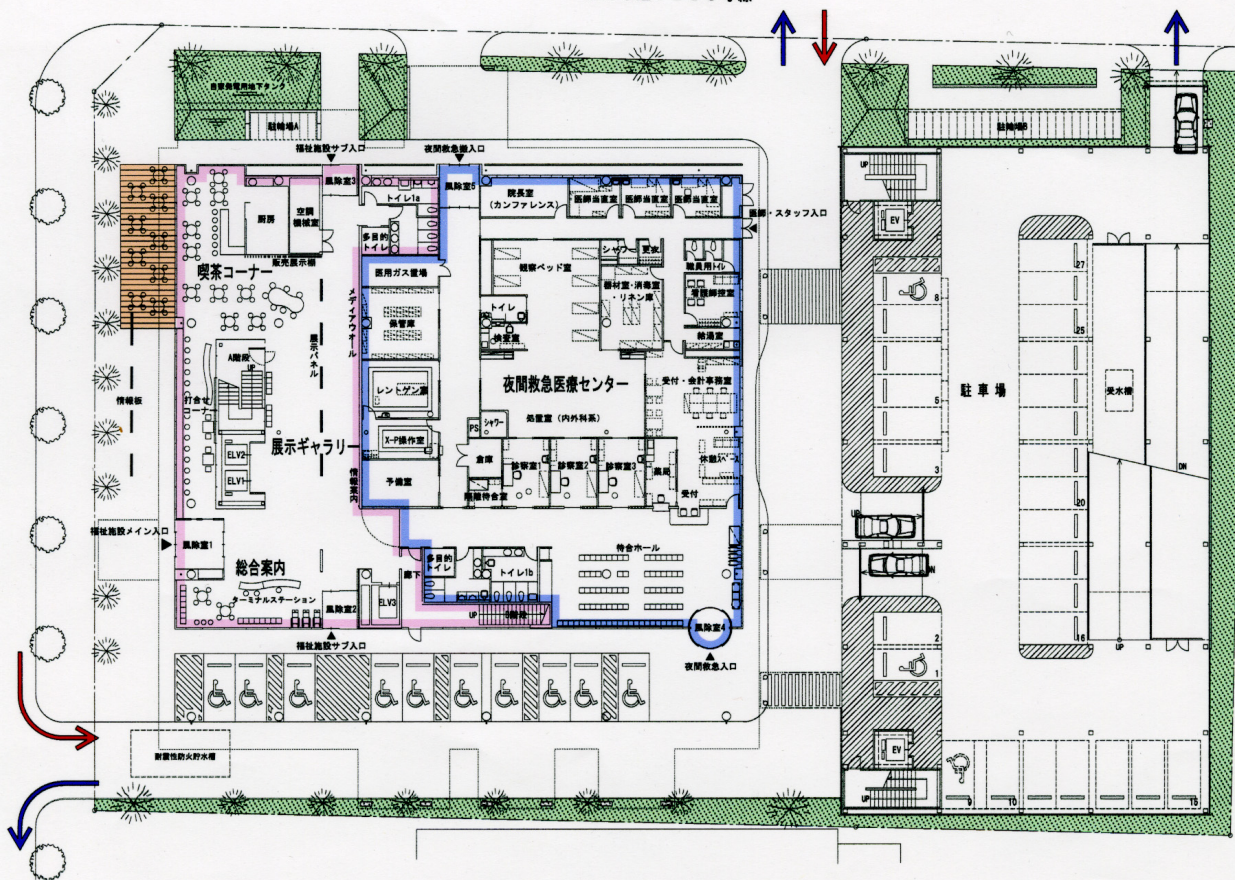 非常発電用地下タンク
駐輪場A
駐輪場B
福祉施設サブ入口
夜間救急搬入口
風除室3
トイレ1a
風除室5
院長室
(カンファレンス)
医師当直室
医師当直室
医師当直室
医師・スタッフ入口
UP
EV
厨房
空調
機械室
多目的
トイレ
販売展示棚
喫茶コーナー
医用ガス置場
観察ベッド室
シャワー
更衣
職員用トイレ
器材室・消毒室
・リネン庫
看護師控室
トイレ
検査室
給湯室
保管庫
メディアウォール
展示パネル
A階段
UP
情報板
打合せ
コーナー
レントゲン室
夜間救急医療センター
受付・会計事務室
処置室(内外科系)
PS
シャワー
展示ギャラリー
X-P操作室
倉庫
診察室1
診察室2
診察室3
薬局
休憩スペース
ELV2
ELV1
情報案内
予備室
隔離待合室
受付
福祉施設メイン入口
風除室1
総合案内
ターミナルステーション
廊下
多目的
トイレ
トイレ1b
待合ホール
風除室2
ELV3
UP
B階段
風除室4
福祉施設サブ入口
夜間救急入口
駐車場
受水槽
27
8
25
5
20
3
DN
UP
DN
2
16
1
UP
EV
UP
9
10
15
耐震性防火貯水槽